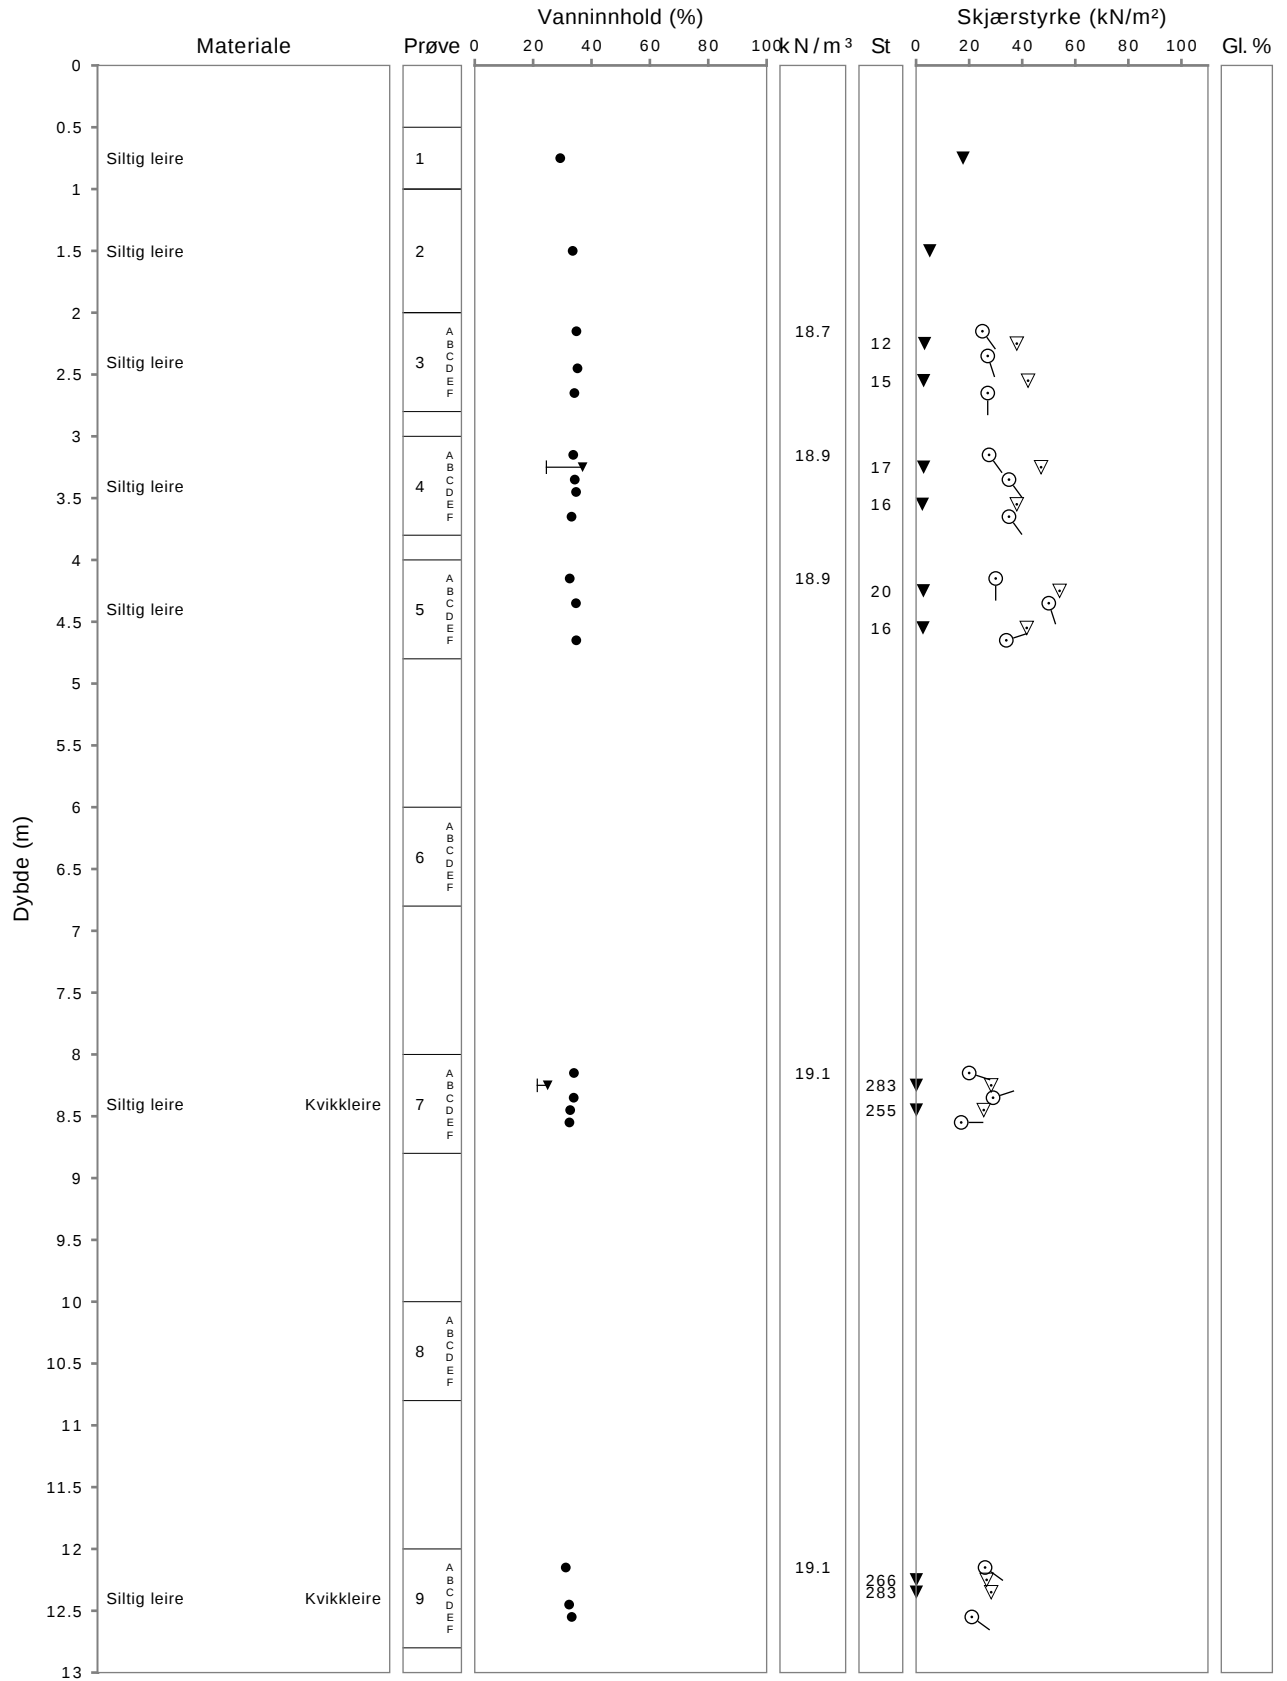 Vanninnhold (%) Skjærstyrke (kN/m²)
Materiale Prøve 0 20 40 60 80 100 kN/m³ St 0 20 40 60 80 100 Gl. %
0
0.5
Siltig leire 1
1
1.5 Siltig leire 2
2
A 18.7
B 12
Siltig leire 3 C
D
2.5 E 15
F
3
A 18.9
B 17
Siltig leire 4 C
D
3.5 E 16
F
4
A 18.9
B 20
Siltig leire 5 C
D
4.5 E 16
F
5
5.5
6
A
B
6 C
D
6.5 E
F
Dybde (m)
7
7.5
8
A 19.1
B 283
Siltig leire Kvikkleire 7 C
D 255
8.5 E
F
9
9.5
10
A
B
8 C
D
10.5 E
F
11
11.5
12
A 19.1
B 266
Siltig leire Kvikkleire 9 C 283
D
12.5 E
F
13